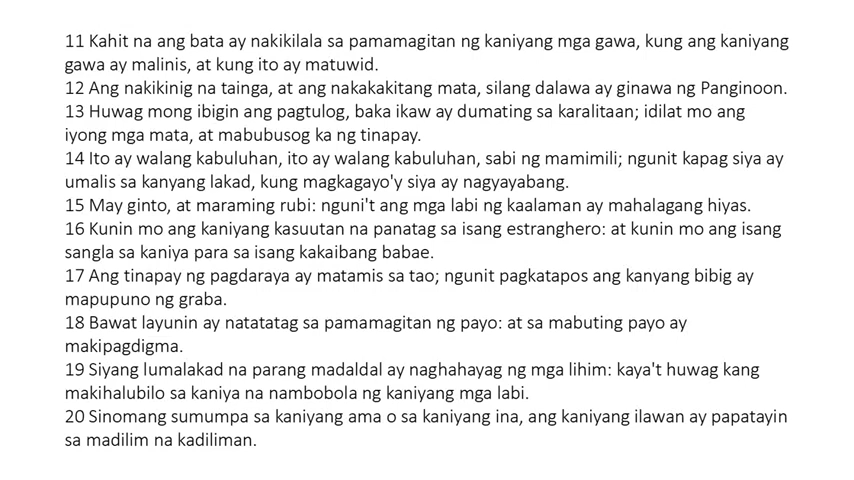 11 Kahit na ang bata ay nakikilala sa pamamagitan ng kaniyang mga gawa, kung ang kaniyang
gawa ay malinis, at kung ito ay matuwid.
12 Ang nakikinig na tainga, at ang nakakakitang mata, silang dalawa ay ginawa ng Panginoon.
13 Huwag mong ibigin ang pagtulog, baka ikaw ay dumating sa karalitaan; idilat mo ang
iyong mga mata, at mabubusog ka ng tinapay.
14 Ito ay walang kabuluhan, ito ay walang kabuluhan, sabi ng mamimili; ngunit kapag siya ay
umalis sa kanyang lakad, kung magkagayo'y siya ay nagyayabang.
15 May ginto, at maraming rubi: nguni't ang mga labi ng kaalaman ay mahalagang hiyas.
16 Kunin mo ang kaniyang kasuutan na panatag sa isang estranghero: at kunin mo ang isang
sangla sa kaniya para sa isang kakaibang babae.
17 Ang tinapay ng pagdaraya ay matamis sa tao; ngunit pagkatapos ang kanyang bibig ay
mapupuno ng graba.
18 Bawat layunin ay natatatag sa pamamagitan ng payo: at sa mabuting payo ay
makipagdigma.
19 Siyang lumalakad na parang madaldal ay naghahayag ng mga lihim: kaya't huwag kang
makihalubilo sa kaniya na nambobola ng kaniyang mga labi.
20 Sinomang sumumpa sa kaniyang ama o sa kaniyang ina, ang kaniyang ilawan ay papatayin
sa madilim na kadiliman.